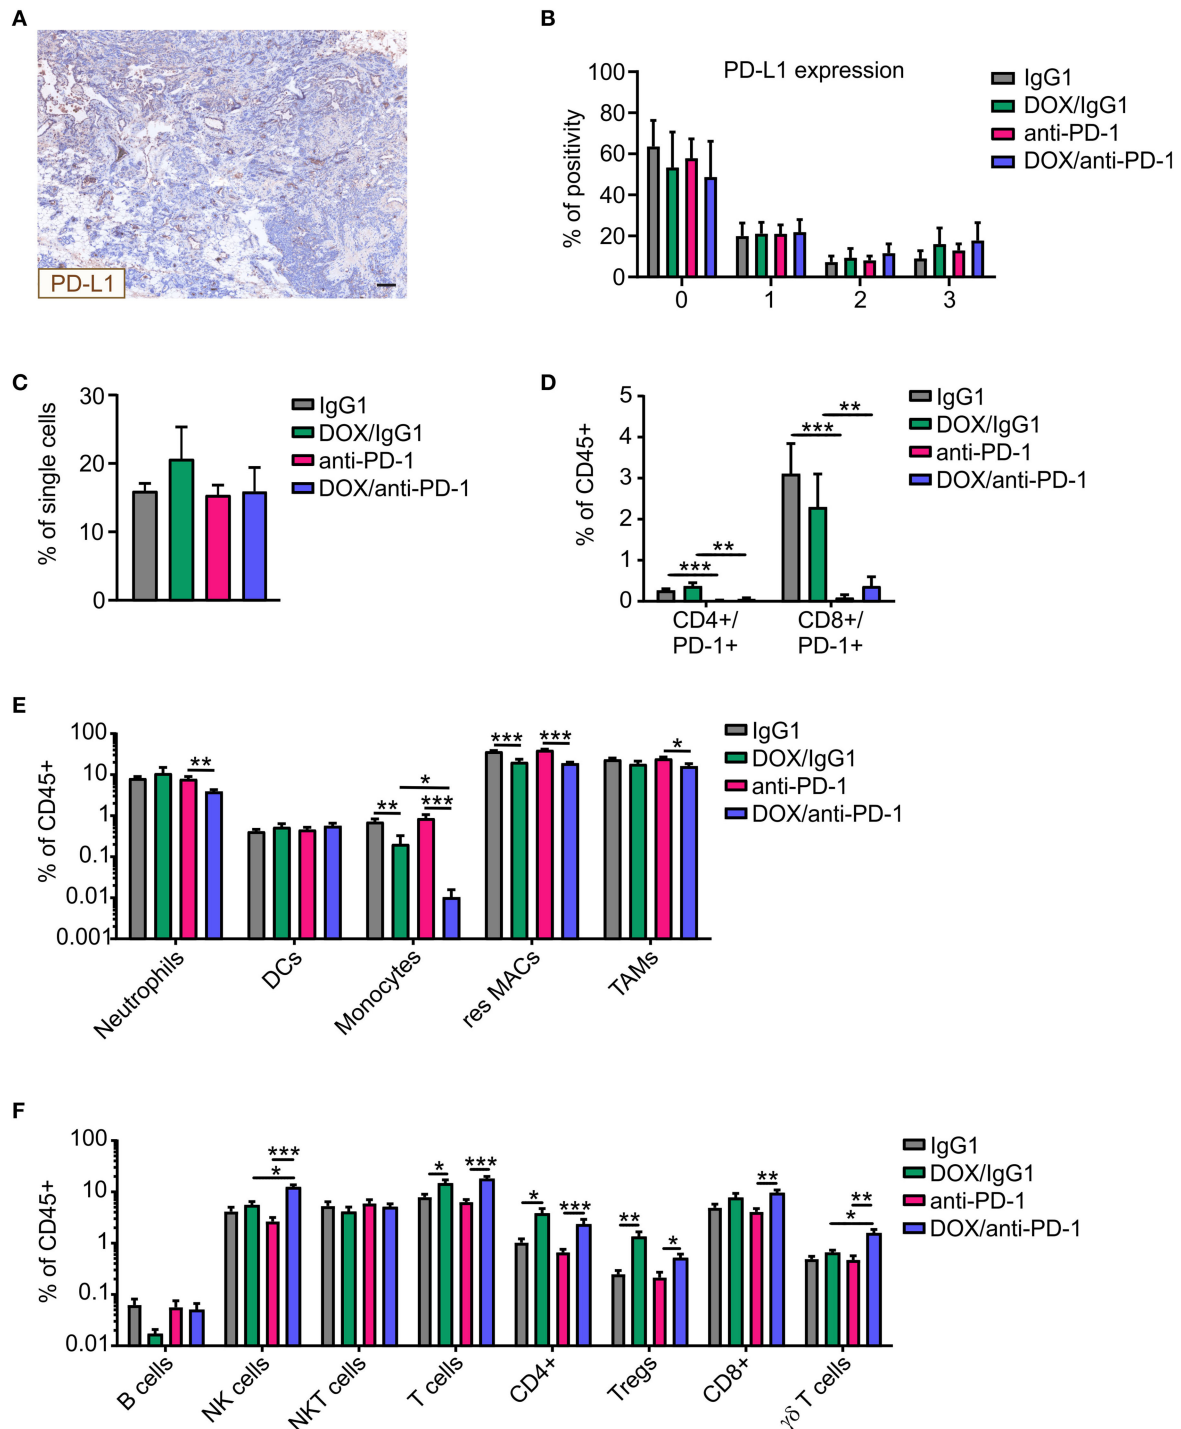 A
PD-L1
B
PD-L1 expression
% of positivity
100
80
60
40
20
0
0 1 2 3
IgG1
DOX/IgG1
anti-PD-1
DOX/anti-PD-1
C
% of single cells
30
20
10
0
IgG1
DOX/IgG1
anti-PD-1
DOX/anti-PD-1
D
% of CD45+
5
4
3
2
1
0
*** ** *** **
CD4+/ CD8+/
PD-1+ PD-1+
IgG1
DOX/IgG1
anti-PD-1
DOX/anti-PD-1
E
% of CD45+
100
10
1
0.1
0.01
0.001
** ** * *** *** *** *
Neutrophils DCs Monocytes res MACs TAMs
IgG1
DOX/IgG1
anti-PD-1
DOX/anti-PD-1
F
% of CD45+
100
10
1
0.1
0.01
*** * * *** * *** ** * ** ** *
B cells NK cells NKT cells T cells CD4+ Tregs CD8+ γδ T cells
IgG1
DOX/IgG1
anti-PD-1
DOX/anti-PD-1